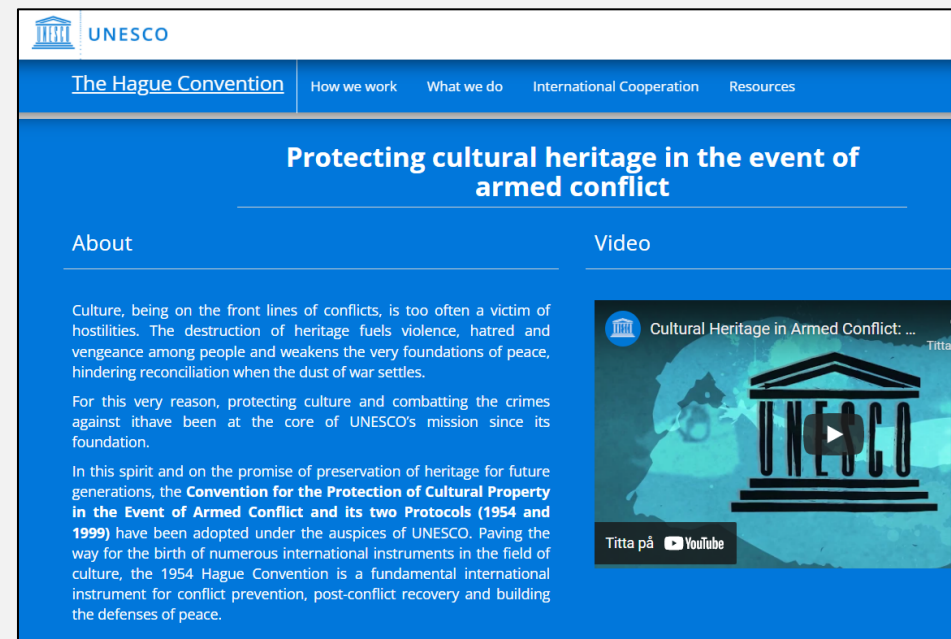 UNESCO
The Hague Convention
How we work
What we do
International Cooperation
Resources
Protecting cultural heritage in the event of
armed conflict
About
Culture, being on the front lines of conflicts, is too often a victim of
hostilities. The destruction of heritage fuels violence, hatred and
vengeance among people and weakens the very foundations of peace,
hindering reconciliation when the dust of war settles.
For this very reason, protecting culture and combatting the crimes
against ithave been at the core of UNESCO's mission since its
foundation.
In this spirit and on the promise of preservation of heritage for future
generations, the Convention for the Protection of Cultural Property
in the Event of Armed Conflict and its two Protocols (1954 and
1999) have been adopted under the auspices of UNESCO. Paving the
way for the birth of numerous international instruments in the field of
culture, the 1954 Hague Convention is a fundamental international
instrument for conflict prevention, post-conflict recovery and building
the defenses of peace.
Video
Cultural Heritage in Armed Conflict: ...
Titta
UNESCO
Titta på YouTube